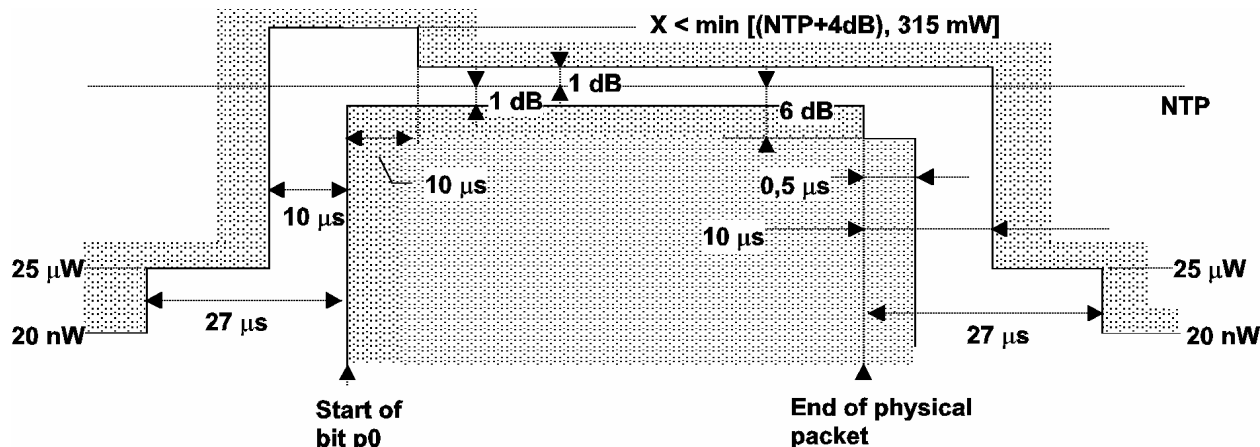 X < min [(NTP+4dB), 315 mW]
1 dB
1 dB
6 dB
NTP
10 μs
0,5 μs
10 μs
10 μs
25 μW
25 μW
27 μs
27 μs
20 nW
20 nW
Start of
bit p0
End of physical
packet